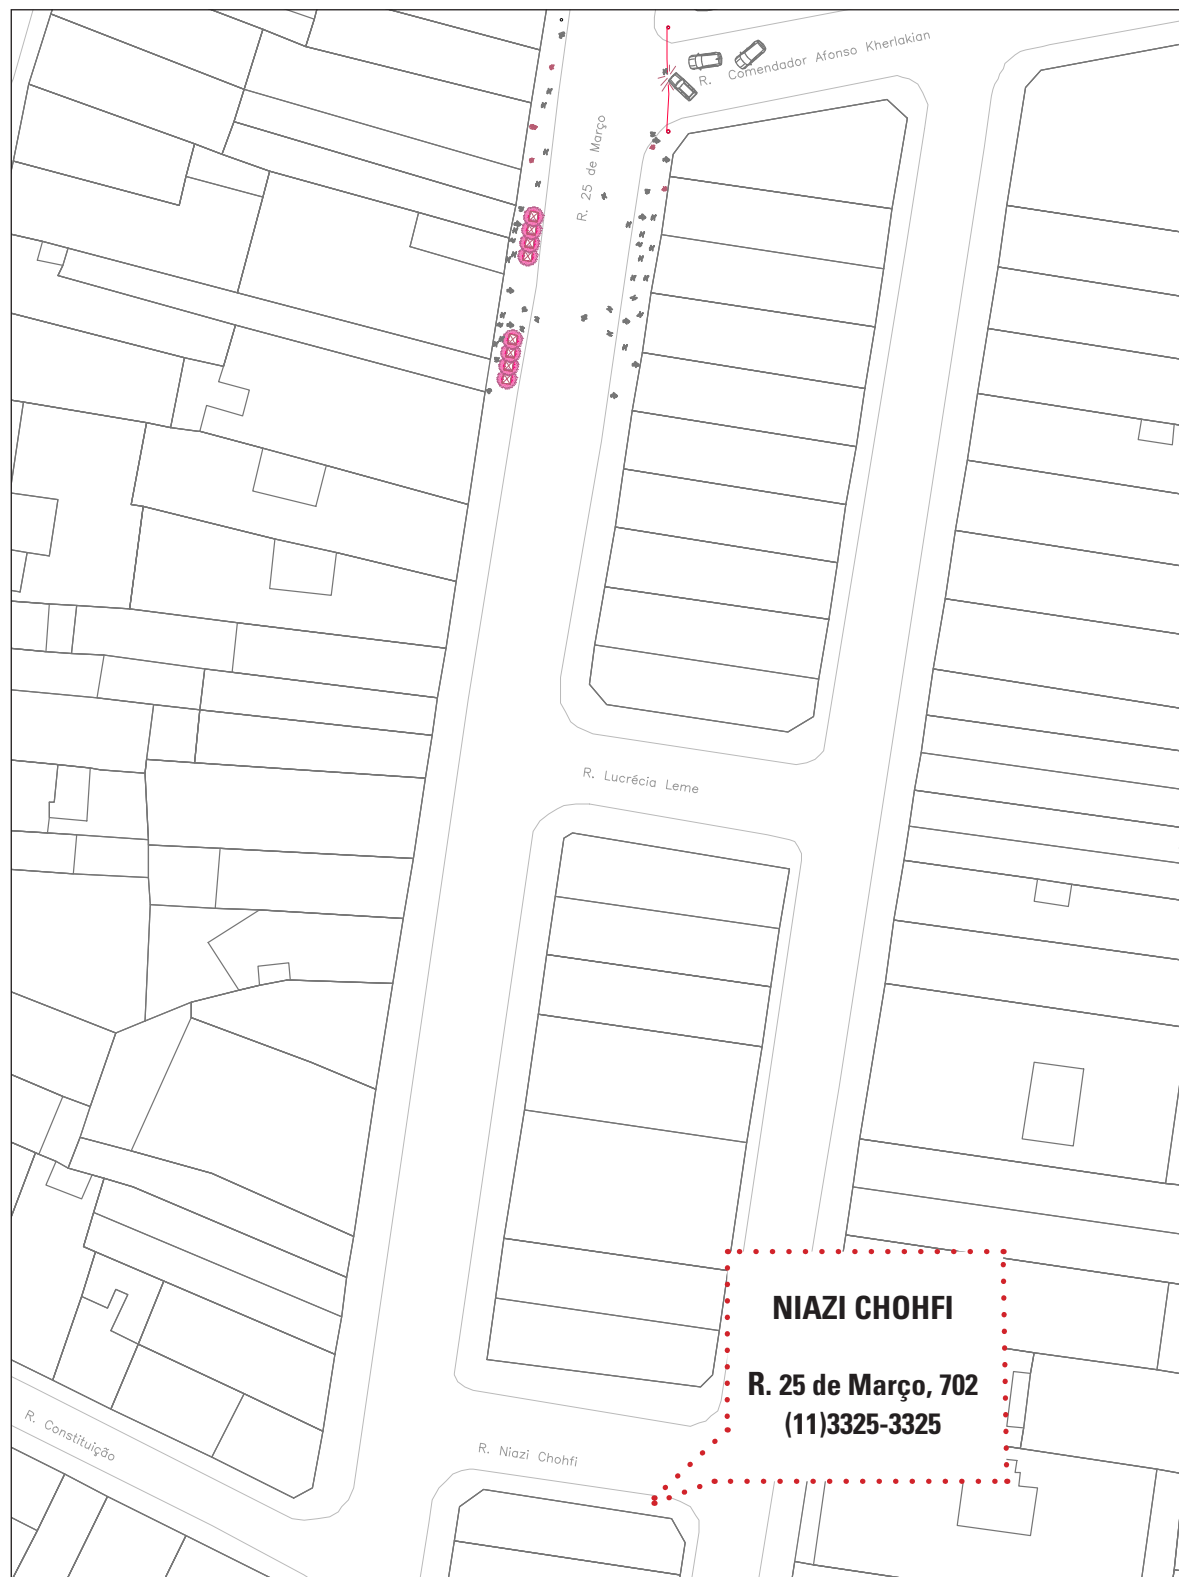 R. Comendador Afonso Kherlakian
R. 25 de Março
R. Lucrécia Leme
NIAZI CHOHFI
R. 25 de Março, 702
(11)3325-3325
R. Constituição
R. Niazi Chohfi